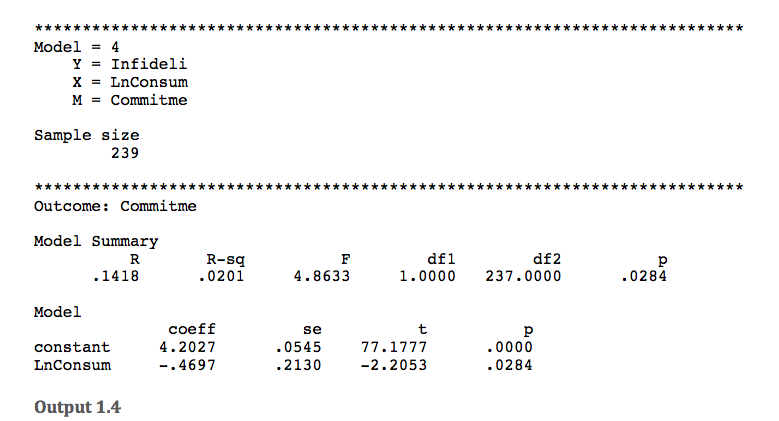 **************************************************************************
Model = 4
Y = Infideli
X = LnConsum
M = Commitme
Sample size
239
**************************************************************************
Outcome: Commitme
Model Summary
R R-sq F df1 df2 p
.1418 .0201 4.8633 1.0000 237.0000 .0284
Model
coeff se t p
constant 4.2027 .0545 77.1777 .0000
LnConsum -.4697 .2130 -2.2053 .0284
Output 1.4